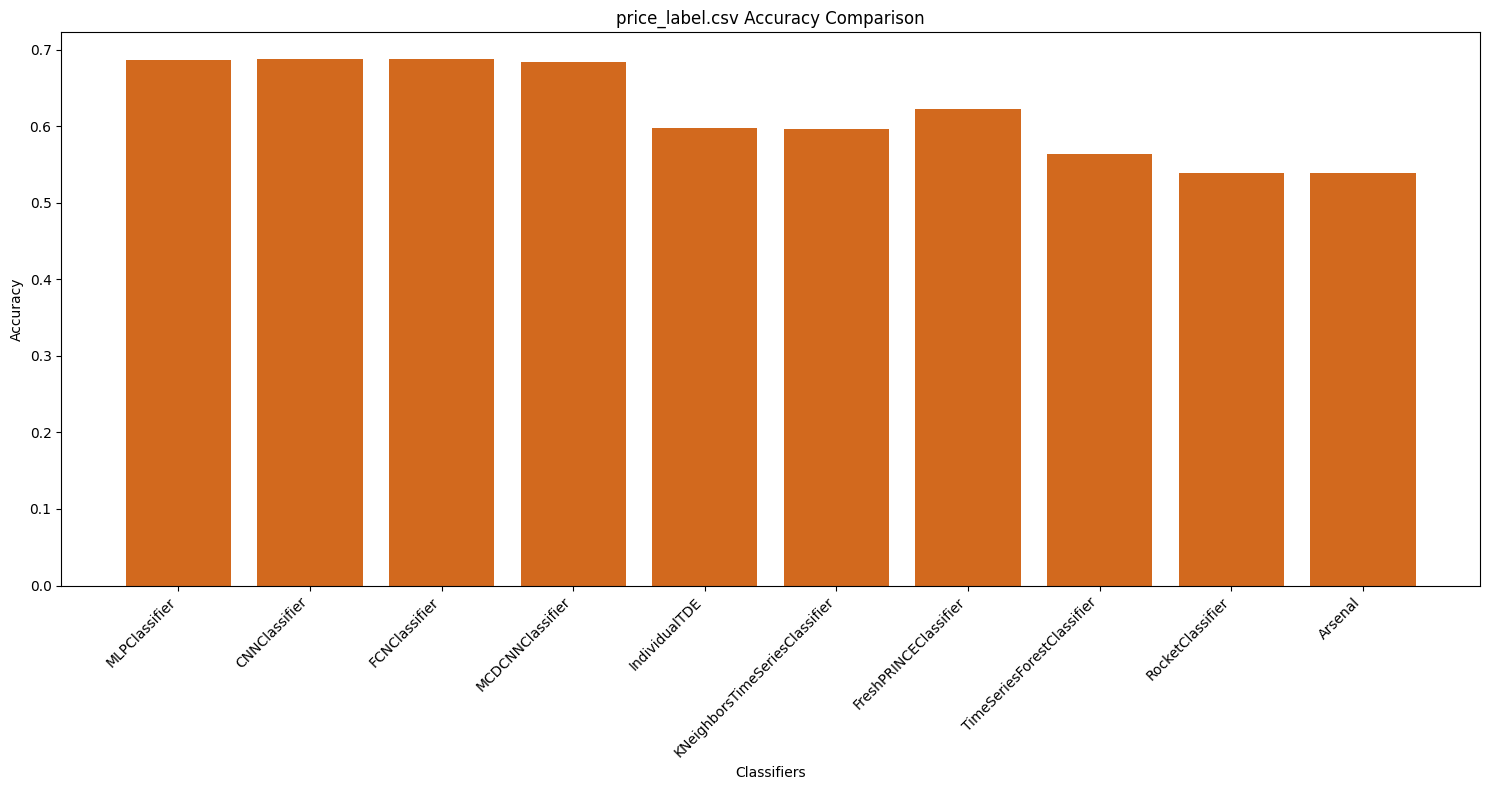 price_label.csv Accuracy Comparison
Accuracy
0.7
0.6
0.5
0.4
0.3
0.2
0.1
0.0
MLPClassifier
CNNClassifier
FCNClassifier
MCDCNNClassifier
IndividualTDE
KNeighborsTimeSeriesClassifier
FreshPRINCEClassifier
TimeSeriesForestClassifier
RocketClassifier
Arsenal
Classifiers